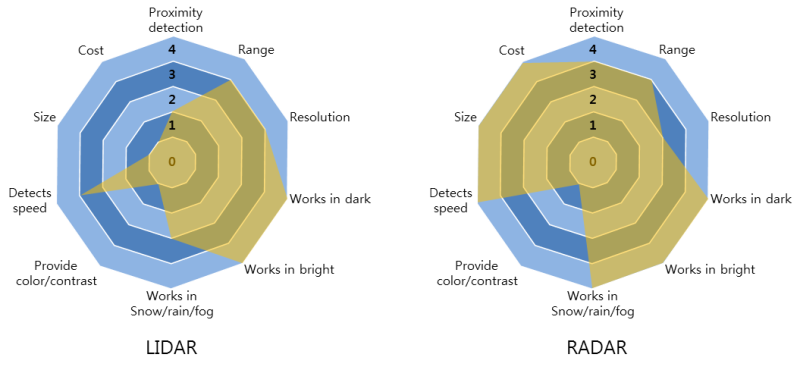 Proximity
detection
Cost
Range
4
3
2
1
0
Size
Resolution
Detects
speed
Works in dark
Provide
color/contrast
Works in bright
Works in
Snow/rain/fog
LIDAR
Proximity
detection
Cost
Range
4
3
2
1
0
Size
Resolution
Detects
speed
Works in dark
Provide
color/contrast
Works in bright
Works in
Snow/rain/fog
RADAR